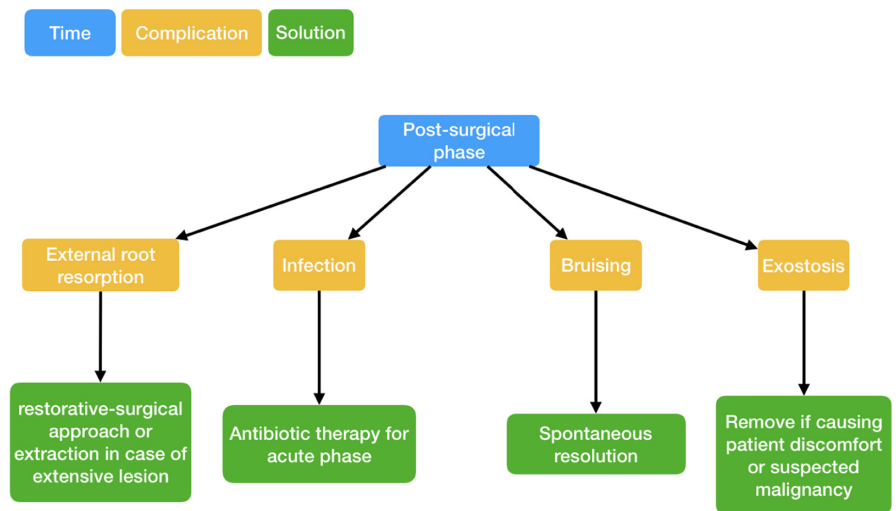 Time
Complication
Solution
Post-surgical
phase
External root
resorption
Infection
Bruising
Exostosis
restorative-surgical
approach or
extraction in case of
extensive lesion
Antibiotic therapy for
acute phase
Spontaneous
resolution
Remove if causing
patient discomfort
or suspected
malignancy